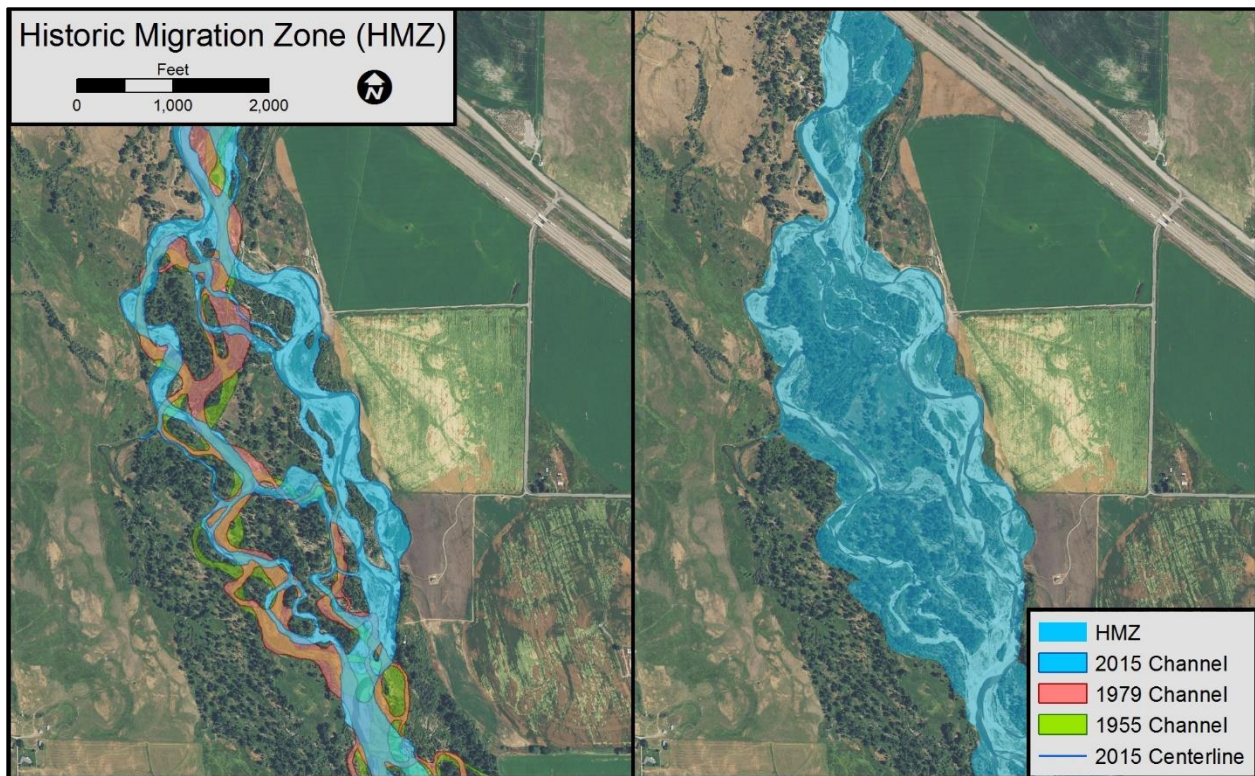 Historic Migration Zone (HMZ)
Feet
0 1,000 2,000
N
HMZ
2015 Channel
1979 Channel
1955 Channel
2015 Centerline